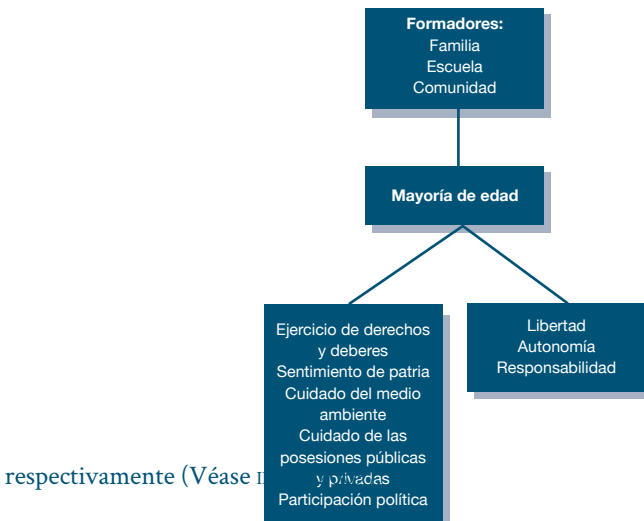 Formadores:
Familia
Escuela
Comunidad
Mayoría de edad
Ejercicio de derechos
y deberes
Sentimiento de patria
Cuidado del medio
ambiente
Cuidado de las
posesiones públicas
y privadas
Participación política
Libertad
Autonomía
Responsabilidad
respectivamente (Véase